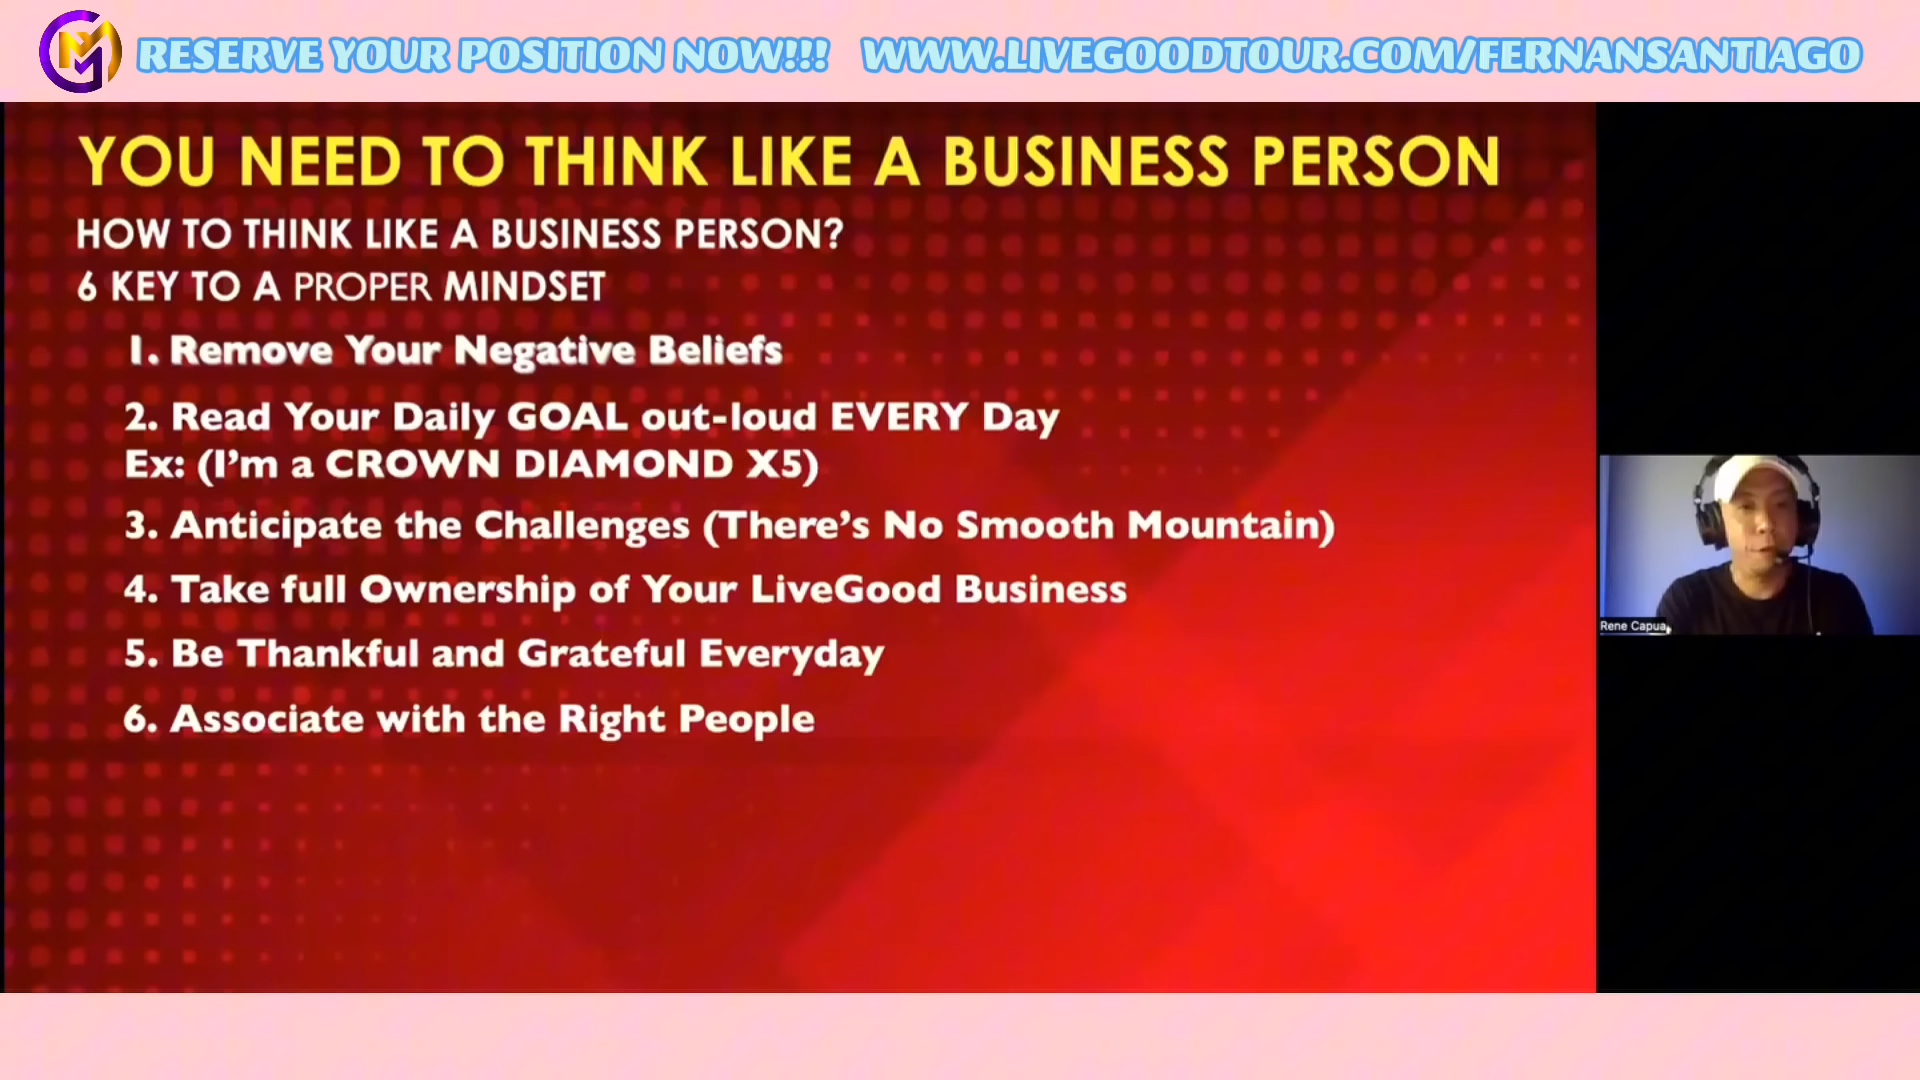 RESERVE YOUR POSITION NOW!!! WWW.LIVEGOODTOUR.COM/FERNANSANTIAGO
YOU NEED TO THINK LIKE A BUSINESS PERSON
HOW TO THINK LIKE A BUSINESS PERSON?
6 KEY TO A PROPER MINDSET
1. Remove Your Negative Beliefs
2. Read Your Daily GOAL out-loud EVERY Day
Ex: (I'm a CROWN DIAMOND X5)
3. Anticipate the Challenges (There's No Smooth Mountain)
4. Take full Ownership of Your LiveGood Business
5. Be Thankful and Grateful Everyday
6. Associate with the Right People
Rene Capua